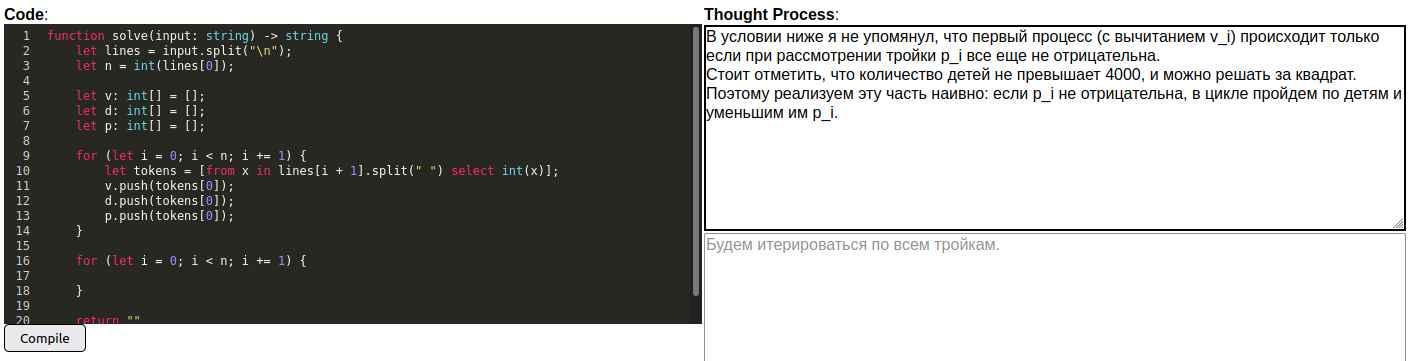 Code:
1 function solve(input: string) -> string {
2 let lines = input.split("\n");
3 let n = int(lines[0]);
4
5 let v: int[] = [];
6 let d: int[] = [];
7 let p: int[] = [];
8
9 for (let i = 0; i < n; i += 1) {
10 let tokens = [from x in lines[i + 1].split(" ") select int(x)];
11 v.push(tokens[0]);
12 d.push(tokens[0]);
13 p.push(tokens[0]);
14 }
15
16 for (let i = 0; i < n; i += 1) {
17
18 }
19
20 return ""
Compile
Thought Process:
В условии ниже я не упомянул, что первый процесс (с вычитанием v_i) происходит только
если при рассмотрении тройки p_i все еще не отрицательна.
Стоит отметить, что количество детей не превышает 4000, и можно решать за квадрат.
Поэтому реализуем эту часть наивно: если p_i не отрицательна, в цикле пройдем по детям и
уменьшим им p_i.
Будем итерироваться по всем тройкам.